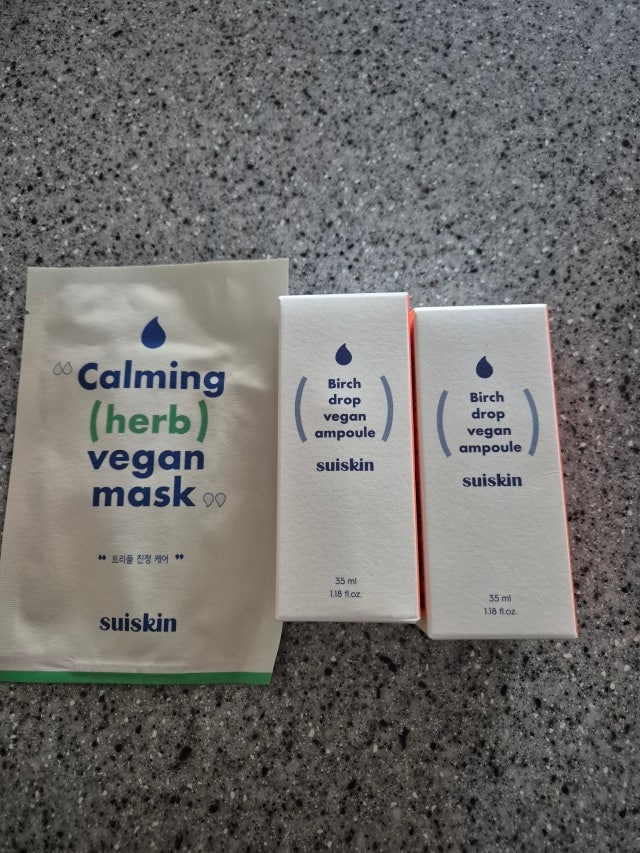 Calming
(herb)
vegan
mask
“ 트리플 진정 케어 ”
suiskin
Birch
drop
vegan
ampoule
suiskin
35 ml
1.18 fl.oz.
Birch
drop
vegan
ampoule
suiskin
35 ml
1.18 fl.oz.